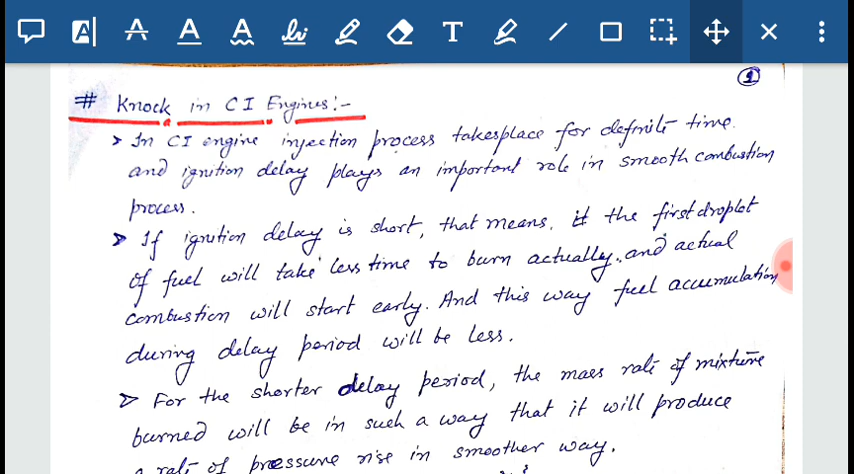 ①
# Knock in CI Engines:-
> In CI engine injection process takesplace for definite time.
and ignition delay plays an important role in smooth combustion
process.
> If ignition delay is short, that means, if the first droplet
of fuel will take less time to burn actually, and actual
combustion will start early. And this way fuel accumulation
during delay period will be less.
> For the shorter delay period, the mass rate of mixture
burned will be in such a way that it will produce
a rate of pressure rise in smoother way.